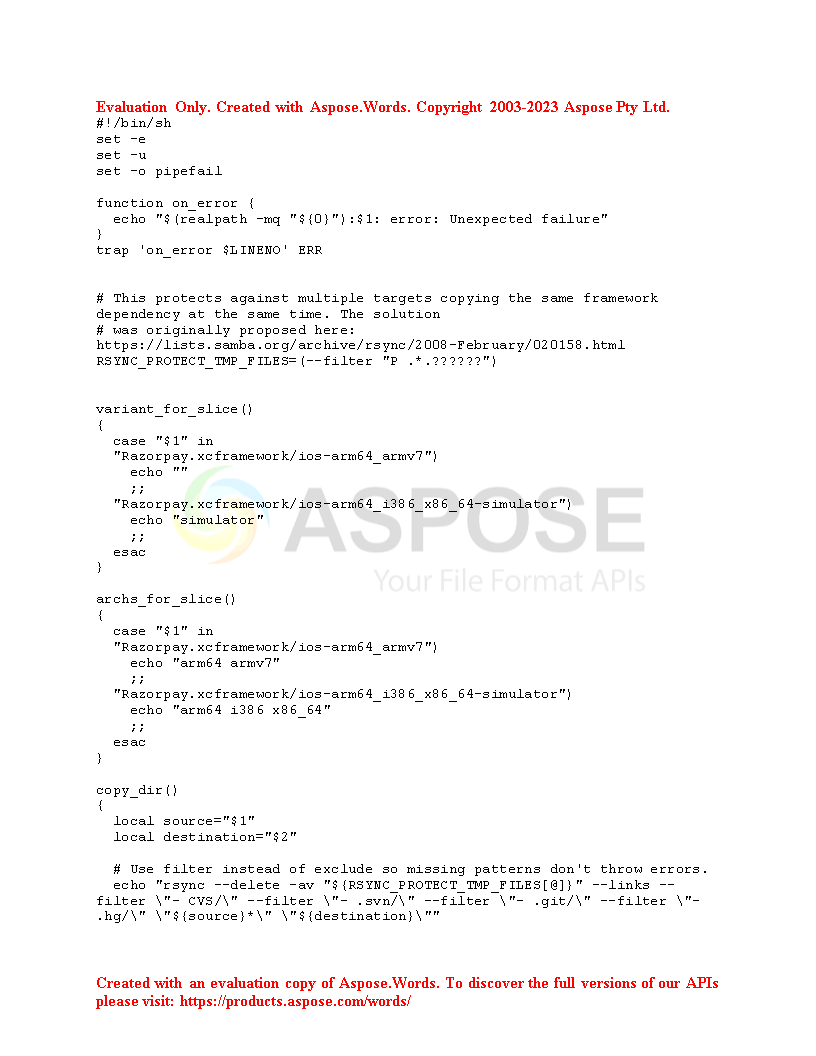 Evaluation Only. Created with Aspose.Words. Copyright 2003-2023 Aspose Pty Ltd.
#!/bin/sh
set -e
set -u
set -o pipefail

function on_error {
  echo "$(realpath -mq "${0}"):$1: error: Unexpected failure"
}
trap 'on_error $LINENO' ERR


# This protects against multiple targets copying the same framework
dependency at the same time. The solution
# was originally proposed here:
https://lists.samba.org/archive/rsync/2008-February/020158.html
RSYNC_PROTECT_TMP_FILES=(--filter "P .*.??????")


variant_for_slice()
{
  case "$1" in
  "Razorpay.xcframework/ios-arm64_armv7")
    echo ""
    ;;
  "Razorpay.xcframework/ios-arm64_i386_x86_64-simulator")
    echo "simulator"
    ;;
  esac
}
ASPOSE
Your File Format APIs

archs_for_slice()
{
  case "$1" in
  "Razorpay.xcframework/ios-arm64_armv7")
    echo "arm64 armv7"
    ;;
  "Razorpay.xcframework/ios-arm64_i386_x86_64-simulator")
    echo "arm64 i386 x86_64"
    ;;
  esac
}

copy_dir()
{
  local source="$1"
  local destination="$2"

  # Use filter instead of exclude so missing patterns don't throw errors.
  echo "rsync --delete -av "${RSYNC_PROTECT_TMP_FILES[@]}" --links --
filter \"- CVS/\" --filter \"- .svn/\" --filter \"- .git/\" --filter \"-
.hg/\" \"${source}*\" \"${destination}\""

Created with an evaluation copy of Aspose.Words. To discover the full versions of our APIs
please visit: https://products.aspose.com/words/